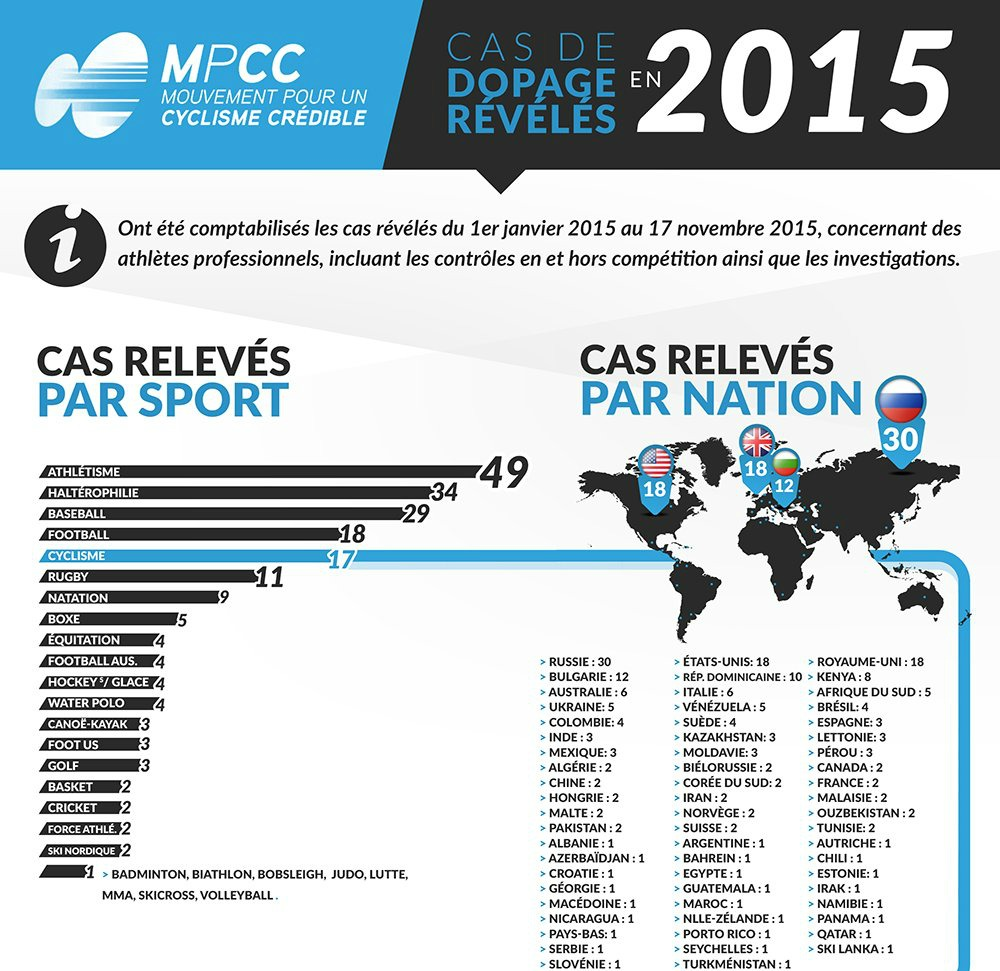 MPCC
MOUVEMENT POUR UN
CYCLISME CRÉDIBLE
CAS DE
DOPAGE
RÉVÉLÉS
EN
2015
i
Ont été comptabilisés les cas révélés du 1er janvier 2015 au 17 novembre 2015, concernant des
athlètes professionnels, incluant les contrôles en et hors compétition ainsi que les investigations.
CAS RELEVÉS
PAR SPORT
ATHLÉTISME 49
HALTÉROPHILIE 34
BASEBALL 29
FOOTBALL 18
CYCLISME 17
RUGBY 11
NATATION 9
BOXE 5
ÉQUITATION 4
FOOTBALL AUS. 4
HOCKEY S/ GLACE 4
WATER POLO 4
CANOË-KAYAK 3
FOOT US 3
GOLF 3
BASKET 2
CRICKET 2
FORCE ATHLÉ. 2
SKI NORDIQUE 2
1 > BADMINTON, BIATHLON, BOBSLEIGH, JUDO, LUTTE,
MMA, SKICROSS, VOLLEYBALL.
CAS RELEVÉS
PAR NATION
30
18
18
12
> RUSSIE : 30 > ÉTATS-UNIS: 18 > ROYAUME-UNI : 18
> BULGARIE : 12 > RÉP. DOMINICAINE : 10 > KENYA : 8
> AUSTRALIE : 6 > ITALIE : 6 > AFRIQUE DU SUD : 5
> UKRAINE: 5 > VÉNÉZUELA : 5 > BRÉSIL: 4
> COLOMBIE: 4 > SUÈDE : 4 > ESPAGNE: 3
> INDE : 3 > KAZAKHSTAN: 3 > LETTONIE: 3
> MEXIQUE: 3 > MOLDAVIE: 3 > PÉROU : 3
> ALGÉRIE : 2 > BIÉLORUSSIE : 2 > CANADA : 2
> CHINE : 2 > CORÉE DU SUD: 2 > FRANCE : 2
> HONGRIE : 2 > IRAN : 2 > MALAISIE : 2
> MALTE : 2 > NORVÈGE : 2 > OUZBEKISTAN : 2
> PAKISTAN : 2 > SUISSE : 2 > TUNISIE: 2
> ALBANIE : 1 > ARGENTINE : 1 > AUTRICHE : 1
> AZERBAÏDJAN : 1 > BAHREIN : 1 > CHILI : 1
> CROATIE : 1 > EGYPTE : 1 > ESTONIE: 1
> GÉORGIE : 1 > GUATEMALA : 1 > IRAK : 1
> MACÉDOINE : 1 > MAROC : 1 > NAMIBIE : 1
> NICARAGUA : 1 > NLLE-ZÉLANDE : 1 > PANAMA : 1
> PAYS-BAS: 1 > PORTO RICO : 1 > QATAR : 1
> SERBIE : 1 > SEYCHELLES : 1 > SKI LANKA : 1
> SLOVÉNIE : 1 > TURKMÉNISTAN : 1